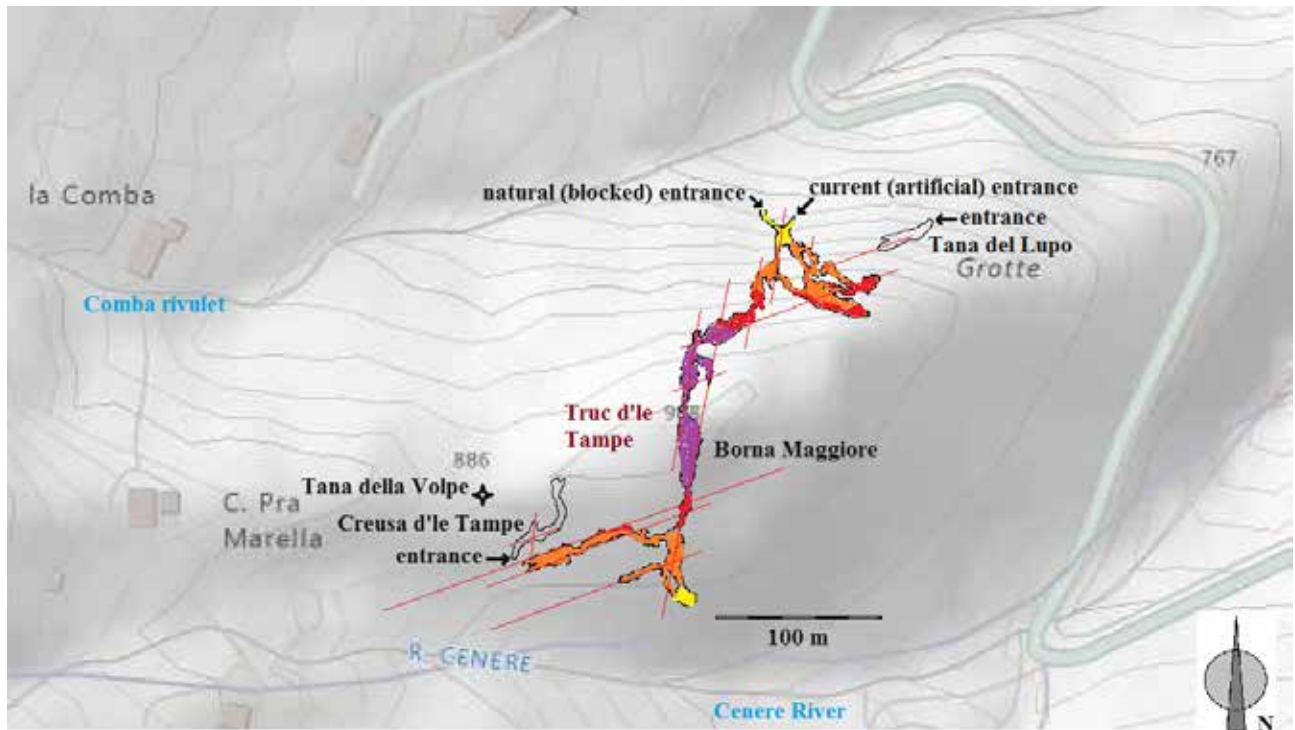 767
la Comba
natural (blocked) entrance
current (artificial) entrance
entrance
Tana del Lupo
Grotte
Comba rivulet
Truc d'le
Tampe
Borna Maggiore
886
Tana della Volpe
C. Pra
Marella
Creusa d'le Tampe
entrance
100 m
R. GENERE
Cenere River
N